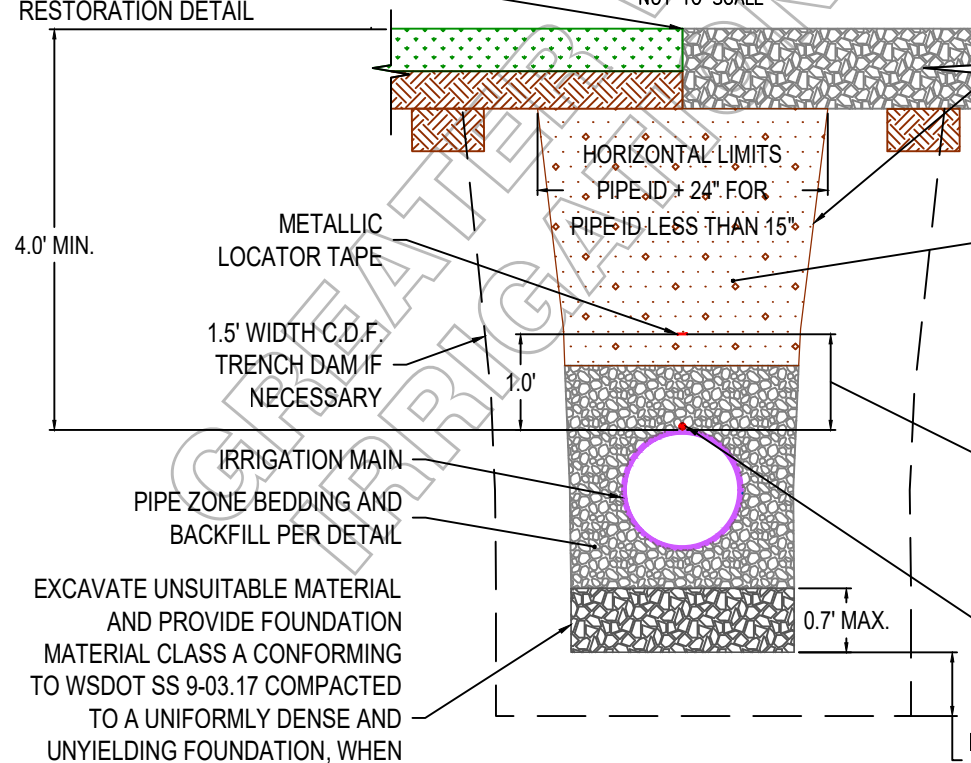 RESTORATION DETAIL
NOT TO SCALE
HORIZONTAL LIMITS
PIPE ID + 24" FOR
PIPE ID LESS THAN 15"
METALLIC
LOCATOR TAPE
4.0' MIN.
1.5' WIDTH C.D.F.
TRENCH DAM IF
NECESSARY
1.0'
IRRIGATION MAIN
PIPE ZONE BEDDING AND
BACKFILL PER DETAIL
EXCAVATE UNSUITABLE MATERIAL
AND PROVIDE FOUNDATION
MATERIAL CLASS A CONFORMING
TO WSDOT SS 9-03.17 COMPACTED
TO A UNIFORMLY DENSE AND
UNYIELDING FOUNDATION, WHEN
0.7' MAX.
GREATER
IRRIGATION